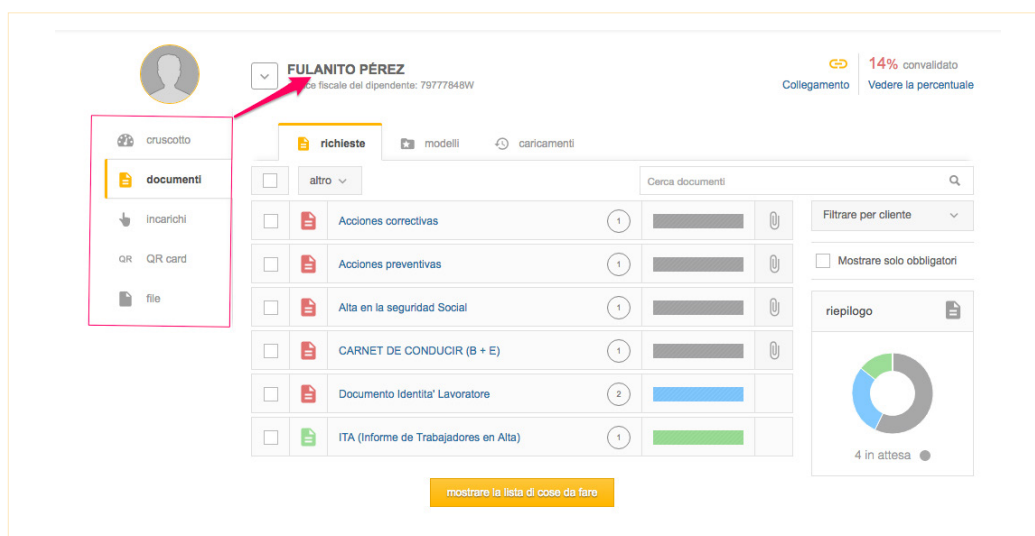 FULANITO PÉREZ
fiscale del dipendente: 79777848W
14% convalidato
Collegamento
Vedere la percentuale
cruscotto
documenti
incarichi
QR QR card
file
richieste
modelli
caricamenti
altro
Cerca documenti
Acciones correctivas 1
Acciones preventivas 1
Alta en la seguridad Social 1
CARNET DE CONDUCIR (B + E) 1
Documento Identita' Lavoratore 2
ITA (Informe de Trabajadores en Alta) 1
Filtrare per cliente
Mostrare solo obbligatori
riepilogo
4 in attesa
mostrare la lista di cose da fare